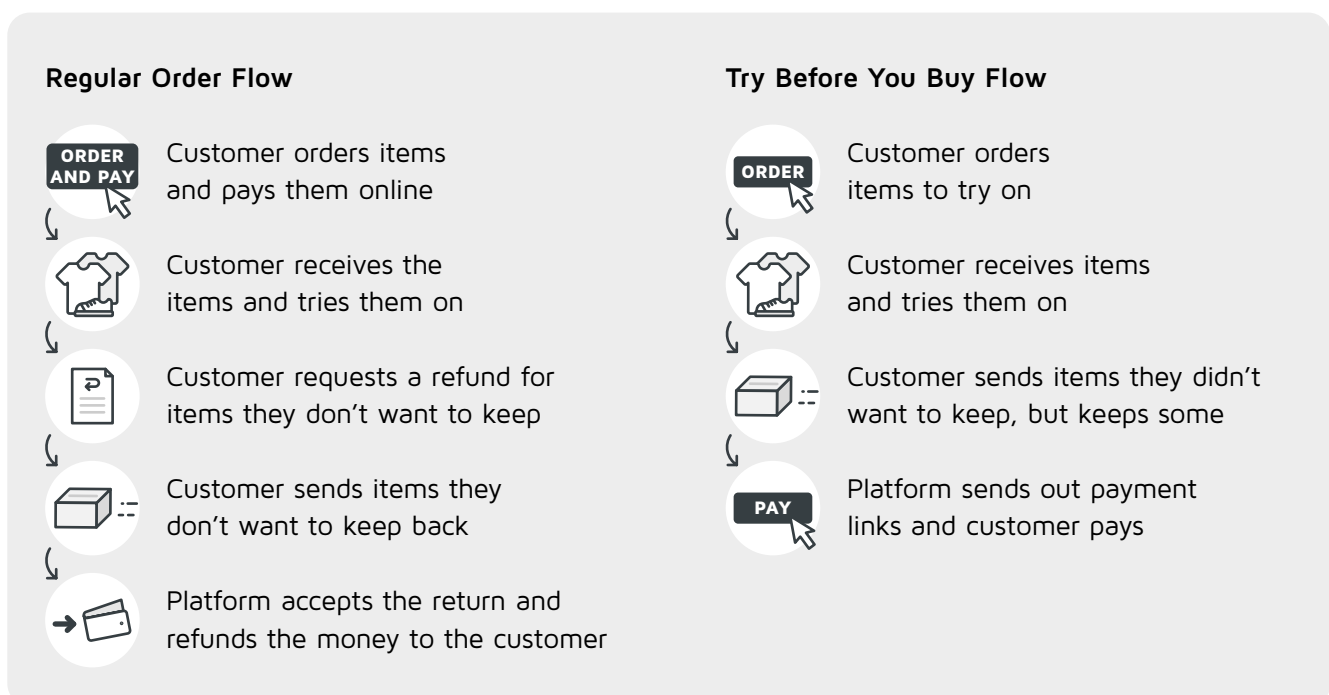 Regular Order Flow
ORDER
AND PAY
Customer orders items
and pays them online
Customer receives the
items and tries them on
Customer requests a refund for
items they don’t want to keep
Customer sends items they
don’t want to keep back
Platform accepts the return and
refunds the money to the customer
Try Before You Buy Flow
ORDER
Customer orders
items to try on
Customer receives items
and tries them on
Customer sends items they didn’t
want to keep, but keeps some
PAY
Platform sends out payment
links and customer pays